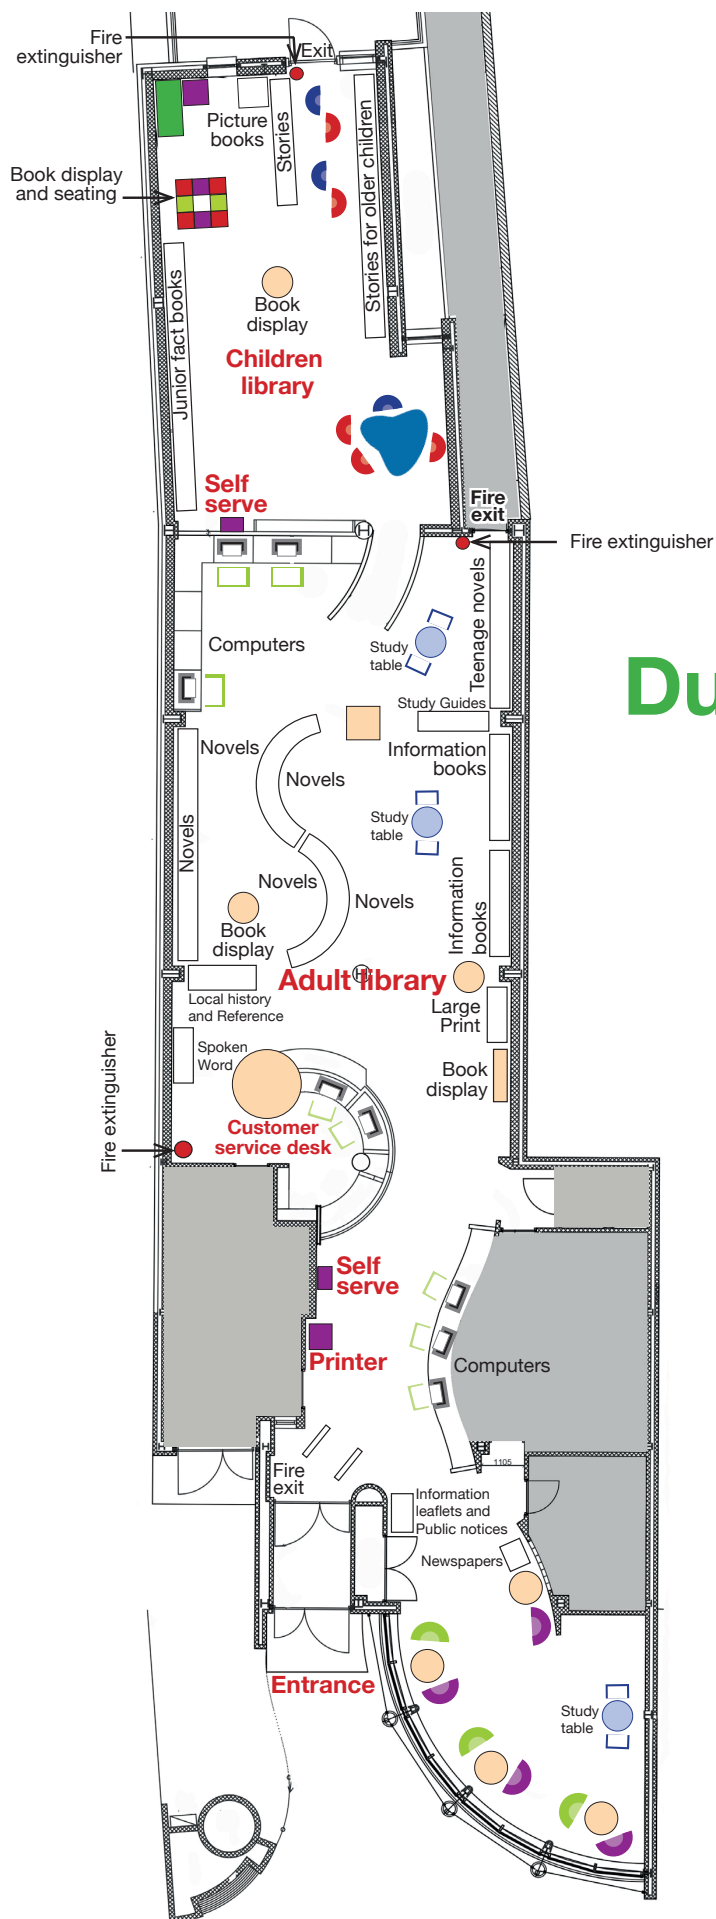 Fire
extinguisher
Exit
Picture
books
Stories
Stories for older children
Book display
and seating
Junior fact books
Book
display
Children
library
Self
serve
Fire
exit
Fire extinguisher
Teenage novels
Computers
Study
table
Study Guides
Du
Novels
Information
books
Novels
Novels
Study
table
Novels
Novels
Information
books
Book
display
Adult library
H
H
Local history
and Reference
Large
Print
Spoken
Word
Book
display
Fire extinguisher
Customer
service desk
Self
serve
Printer
Computers
Fire
exit
1105
Information
leaflets and
Public notices
Newspapers
Entrance
Study
table